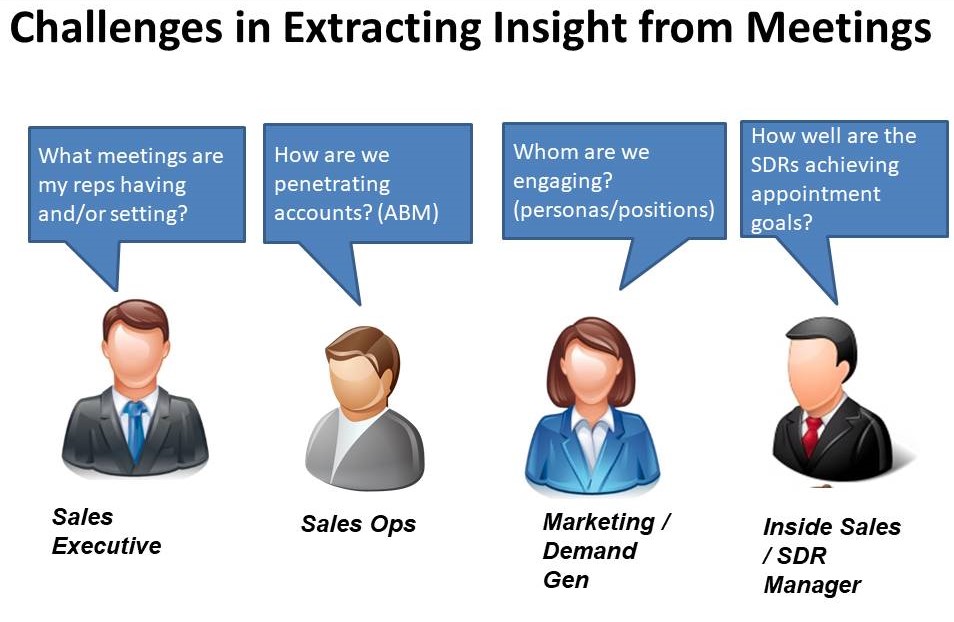 Challenges in Extracting Insight from Meetings
What meetings are
my reps having
and/or setting?
How are we
penetrating
accounts? (ABM)
Whom are we
engaging?
(personas/positions)
How well are the
SDRs achieving
appointment
goals?
Sales
Executive
Sales Ops
Marketing /
Demand
Gen
Inside Sales
/ SDR
Manager